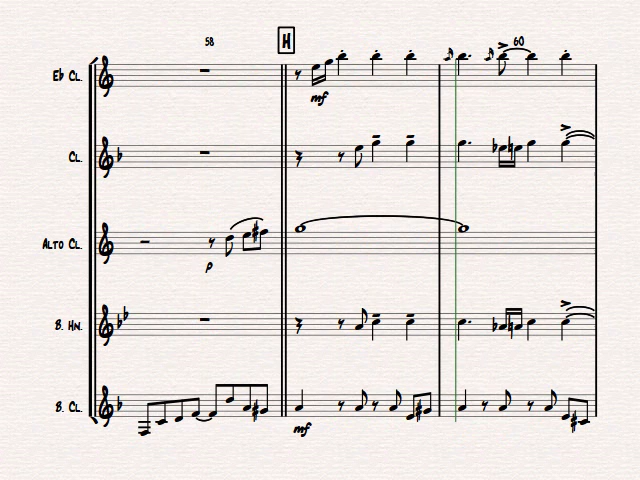 58
H
60
E♭ CL.
mf
CL.
ALTO CL.
p
B. HN.
B. CL.
mf